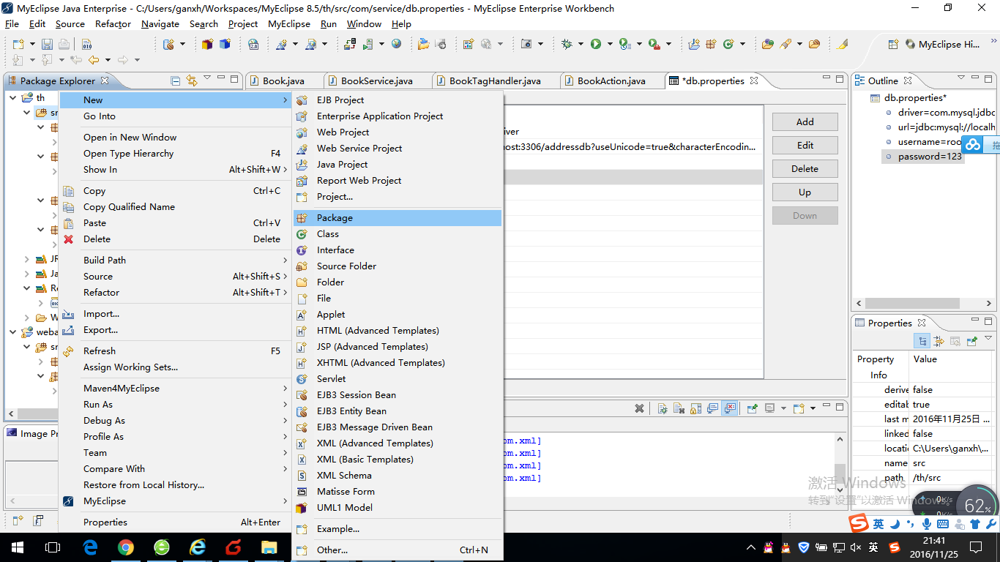 MyEclipse Java Enterprise - C:/Users/ganxh/Workspaces/MyEclipse 8.5/th/src/com/service/db.properties - MyEclipse Enterprise Workbench
File Edit Source Refactor Navigate Search Project MyEclipse Run Window Help
MyEclipse Hi...
Package Explorer
Book.java
BookService.java
BookTagHandler.java
BookAction.java
*db.properties
Outline
th
sr
JR
Ja
Re
W
weba
sr
Image Pr
New
Go Into
Open in New Window
Open Type Hierarchy F4
Show In Alt+Shift+W
Copy Ctrl+C
Copy Qualified Name
Paste Ctrl+V
Delete Delete
Build Path
Source Alt+Shift+S
Refactor Alt+Shift+T
Import...
Export...
Refresh F5
Assign Working Sets...
Maven4MyEclipse
Run As
Debug As
Profile As
Team
Compare With
Restore from Local History...
MyEclipse
Properties Alt+Enter
EJB Project
Enterprise Application Project
Web Project
Web Service Project
Java Project
Report Web Project
Project...
Package
Class
Interface
Source Folder
Folder
File
Applet
HTML (Advanced Templates)
JSP (Advanced Templates)
XHTML (Advanced Templates)
Servlet
EJB3 Session Bean
EJB3 Entity Bean
EJB3 Message Driven Bean
XML (Advanced Templates)
XML (Basic Templates)
XML Schema
Matisse Form
UML1 Model
Example...
Other... Ctrl+N
iver
nost:3306/addressdb?useUnicode=true&characterEncodin...
Add
Edit
Delete
Up
Down
om.xml]
om.xml]
om.xml]
om.xml]
db.properties*
driver=com.mysql.jdbc
url=jdbc:mysql://localh
username=roo
password=123
拖
Properties
Property Value
Info
derive false
editab true
last m 2016年11月25日 ...
linked false
locatio C:\Users\ganxh\...
name src
path /th/src
激活 Windows
转到"设置"以激活 Windows。
0K/s
0K/s
62%
英
英
21:41
2016/11/25